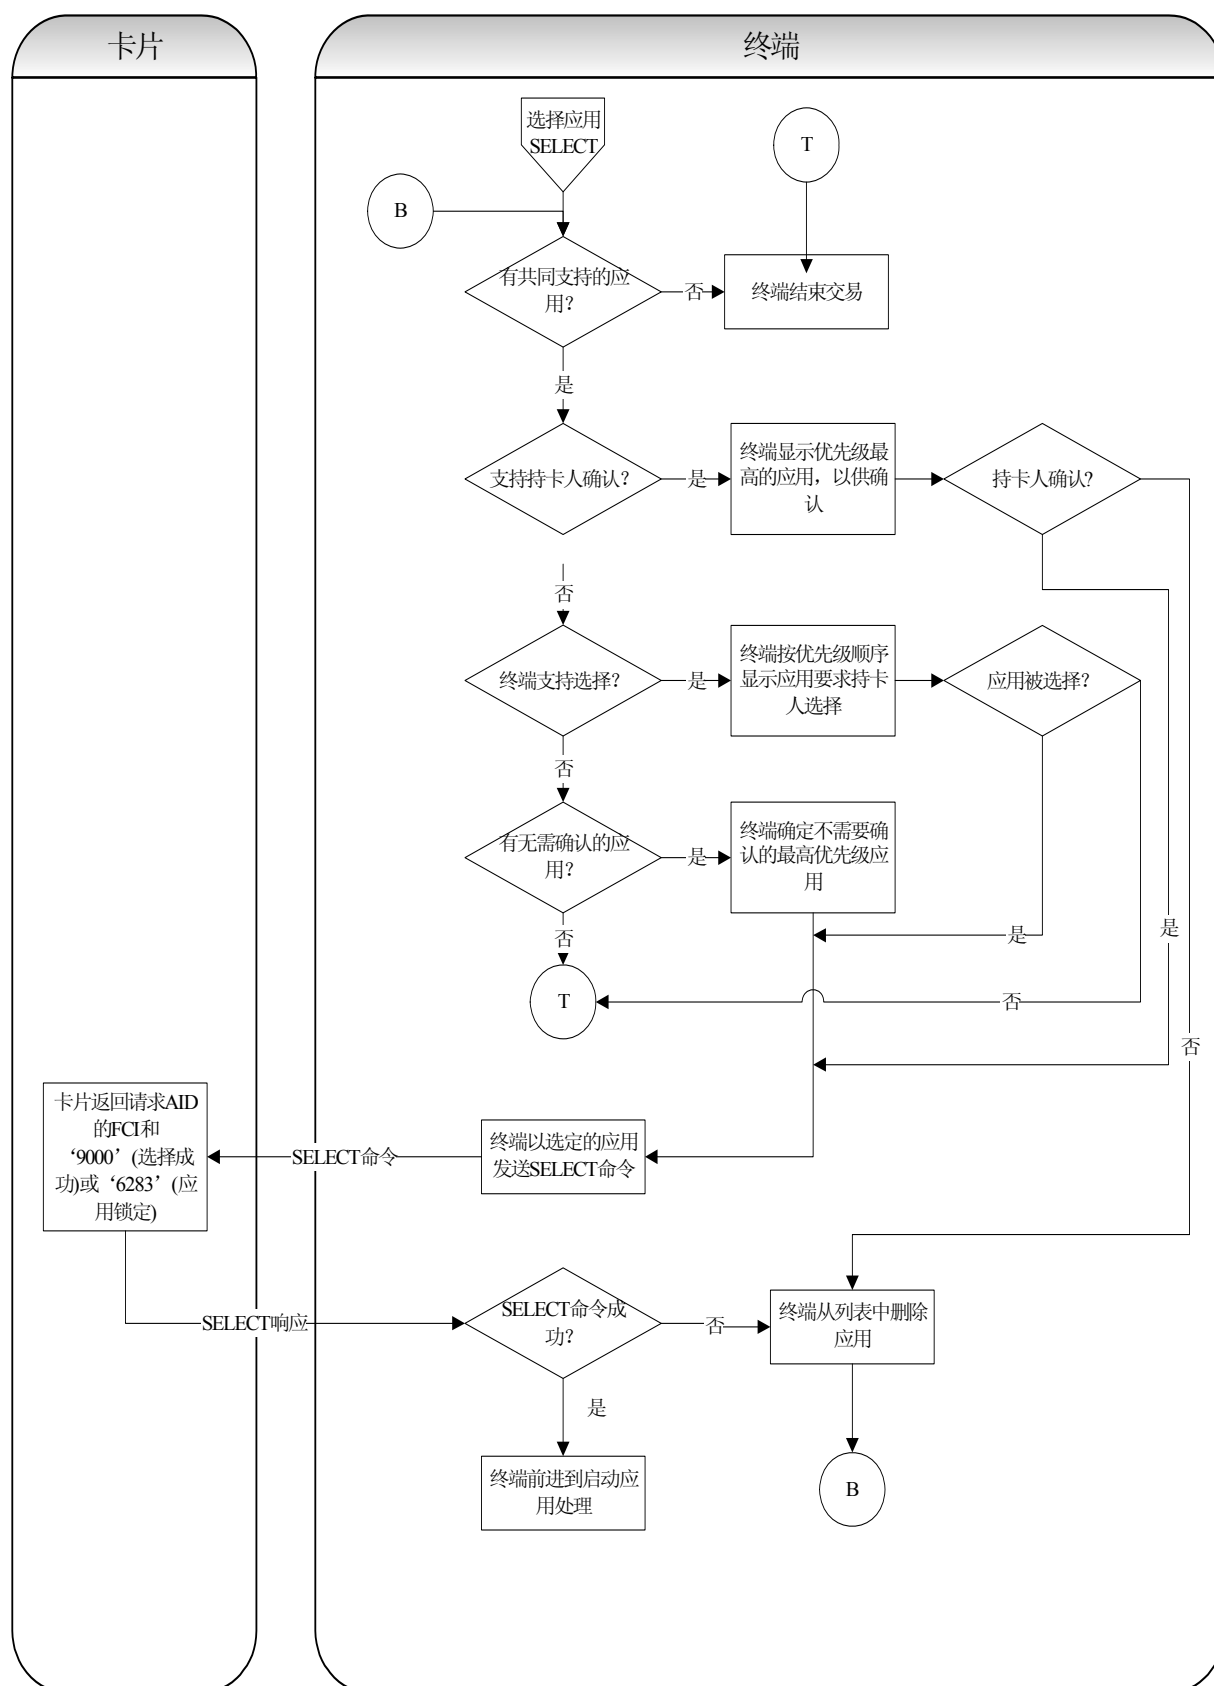 卡片
终端
选择应用
SELECT
T
B
有共同支持的应
用？
否
终端结束交易
是
支持持卡人确认？
是
终端显示优先级最
高的应用，以供确
认
持卡人确认?
否
终端支持选择？
是
终端按优先级顺序
显示应用要求持卡
人选择
应用被选择？
否
有无需确认的应
用？
是
终端确定不需要确
认的最高优先级应
用
否
是
是
T
否
否
卡片返回请求AID
的FCI和
‘9000’(选择成
功)或‘6283’(应
用锁定)
SELECT命令
终端以选定的应用
发送SELECT命令
SELECT响应
SELECT命令成
功？
否
终端从列表中删除
应用
是
终端前进到启动应
用处理
B